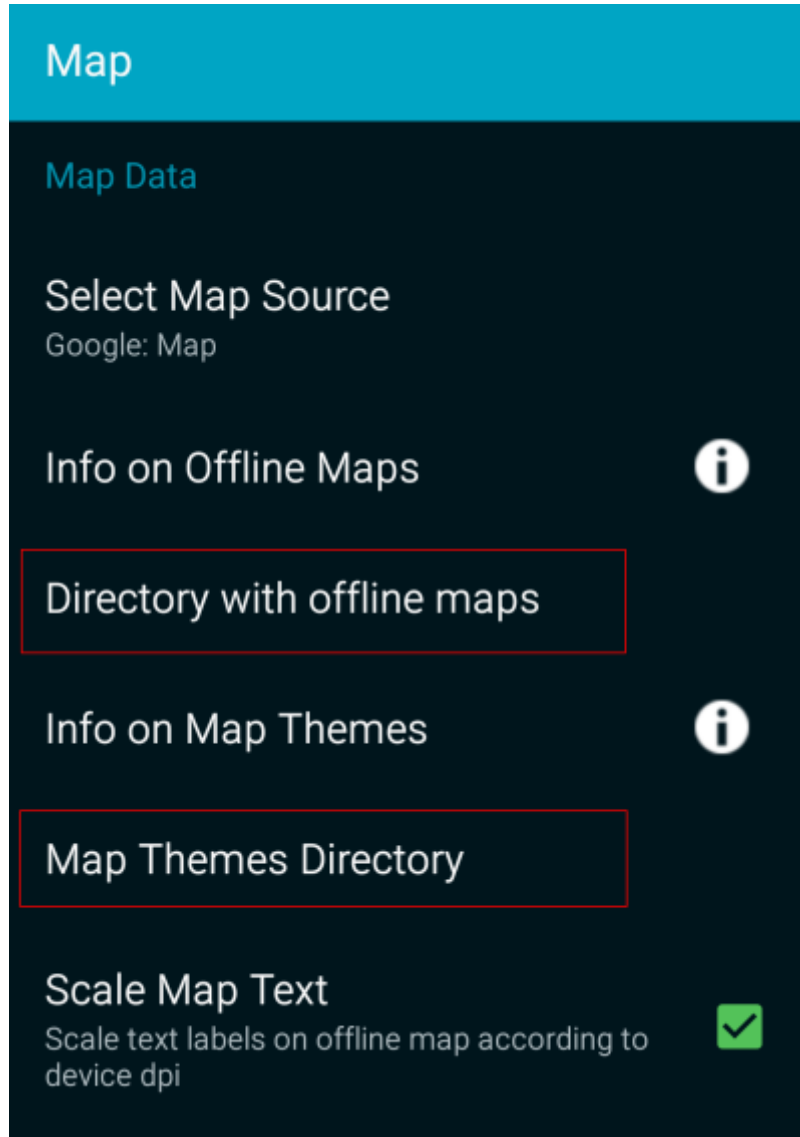 Map
Map Data
Select Map Source
Google: Map
Info on Offline Maps
Directory with offline maps
Info on Map Themes
Map Themes Directory
Scale Map Text
Scale text labels on offline map according to
device dpi